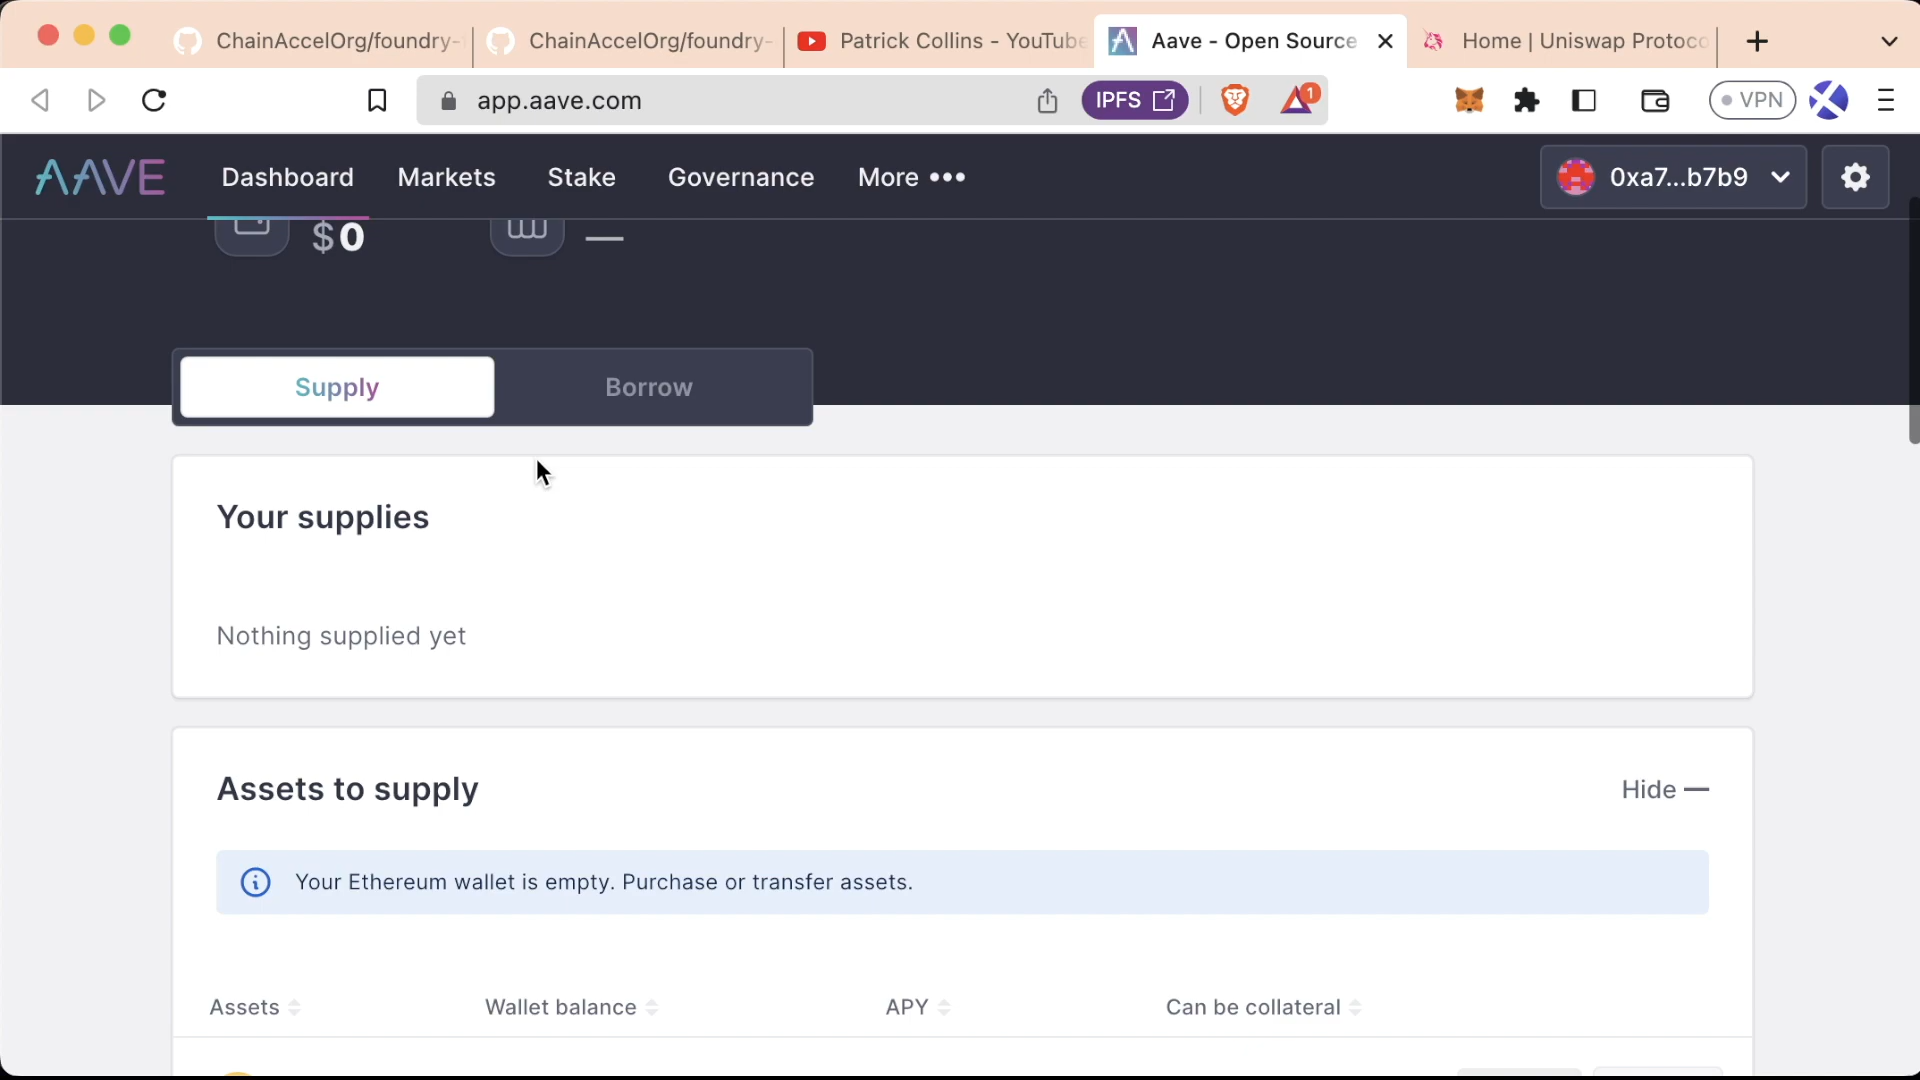 ChainAccelOrg/foundry-
ChainAccelOrg/foundry-
Patrick Collins - YouTube
Aave - Open Source
Home | Uniswap Protoco
app.aave.com
IPFS
1
VPN
AAVE
Dashboard
Markets
Stake
Governance
More
0xa7...b7b9
$0
—
Supply
Borrow
Your supplies
Nothing supplied yet
Assets to supply
Hide —
Your Ethereum wallet is empty. Purchase or transfer assets.
Assets
Wallet balance
APY
Can be collateral